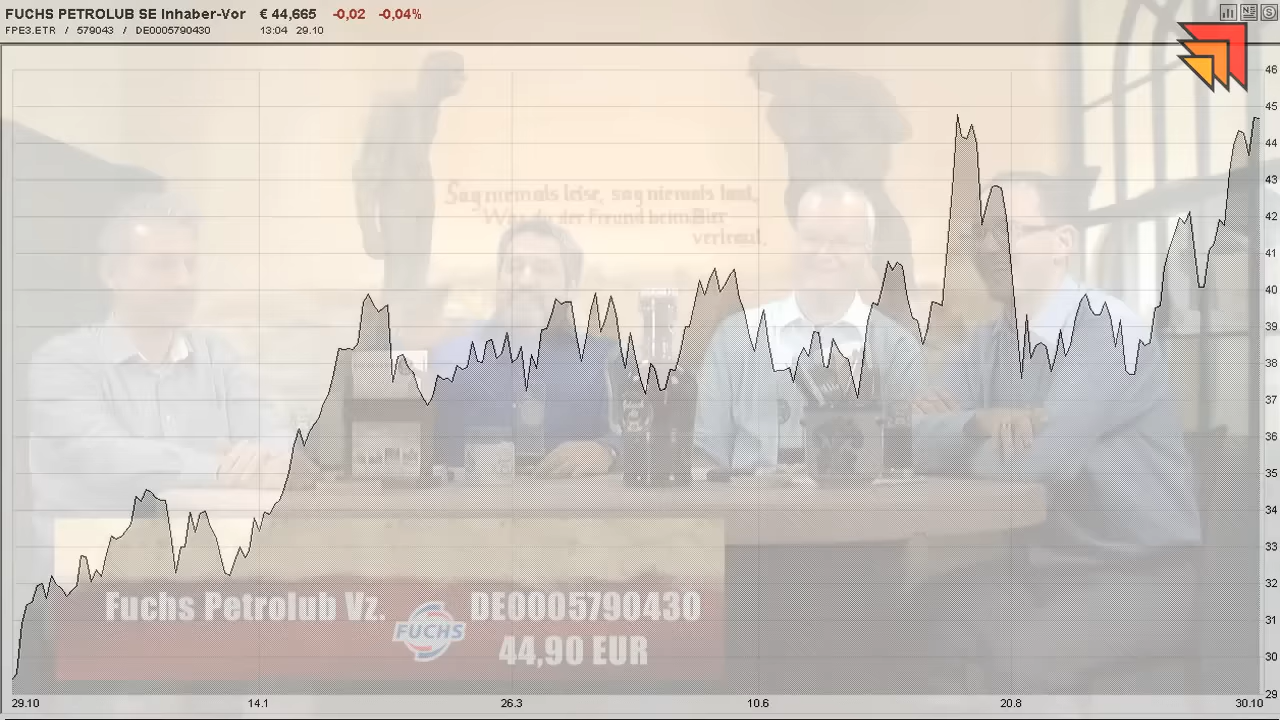 FUCHS PETROLUB SE Inhaber-Vor € 44,665 -0,02 -0,04%
FPE3.ETR / 579043 / DE0005790430 13:04 29.10
46
45
44
43
Sag niemals leise, sag niemals laut,
42
Was du der Freund beim Bier
vertraut.
41
40
39
38
37
36
35
34
33
32
Fuchs Petrolub Vz. DE0005790430
31
FUCHS
44,90 EUR
30
29
29.10 14.1 26.3 10.6 20.8 30.10